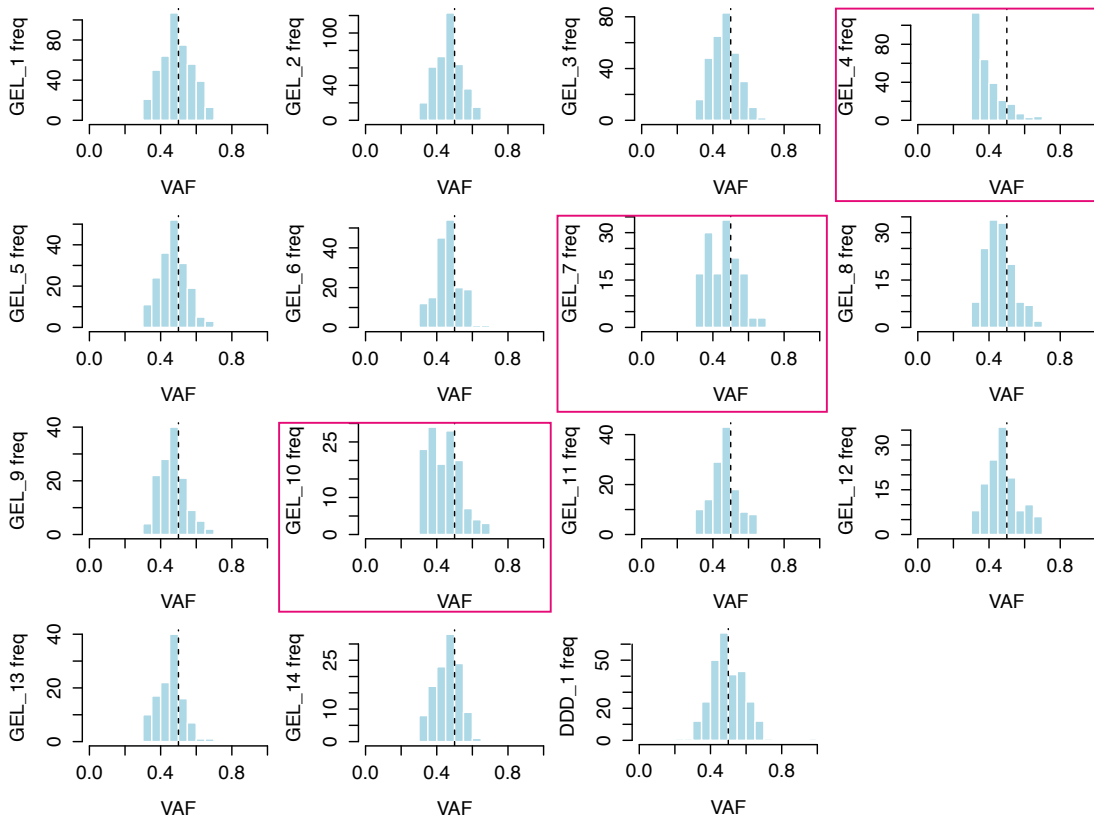 GEL_1 freq
0 40 80
0.0 0.4 0.8
VAF
GEL_2 freq
0 40 80 120
0.0 0.4 0.8
VAF
GEL_3 freq
0 20 40 60 80
0.0 0.4 0.8
VAF
GEL_4 freq
0 40 80
0.0 0.4 0.8
VAF
GEL_5 freq
0 20 40
0.0 0.4 0.8
VAF
GEL_6 freq
0 20 40
0.0 0.4 0.8
VAF
GEL_7 freq
0 15 30
0.0 0.4 0.8
VAF
GEL_8 freq
0 15 30
0.0 0.4 0.8
VAF
GEL_9 freq
0 20 40
0.0 0.4 0.8
VAF
GEL_10 freq
0 10 25
0.0 0.4 0.8
VAF
GEL_11 freq
0 20 40
0.0 0.4 0.8
VAF
GEL_12 freq
0 15 30
0.0 0.4 0.8
VAF
GEL_13 freq
0 20 40
0.0 0.4 0.8
VAF
GEL_14 freq
0 10 25
0.0 0.4 0.8
VAF
DDD_1 freq
0 20 50
0.0 0.4 0.8
VAF